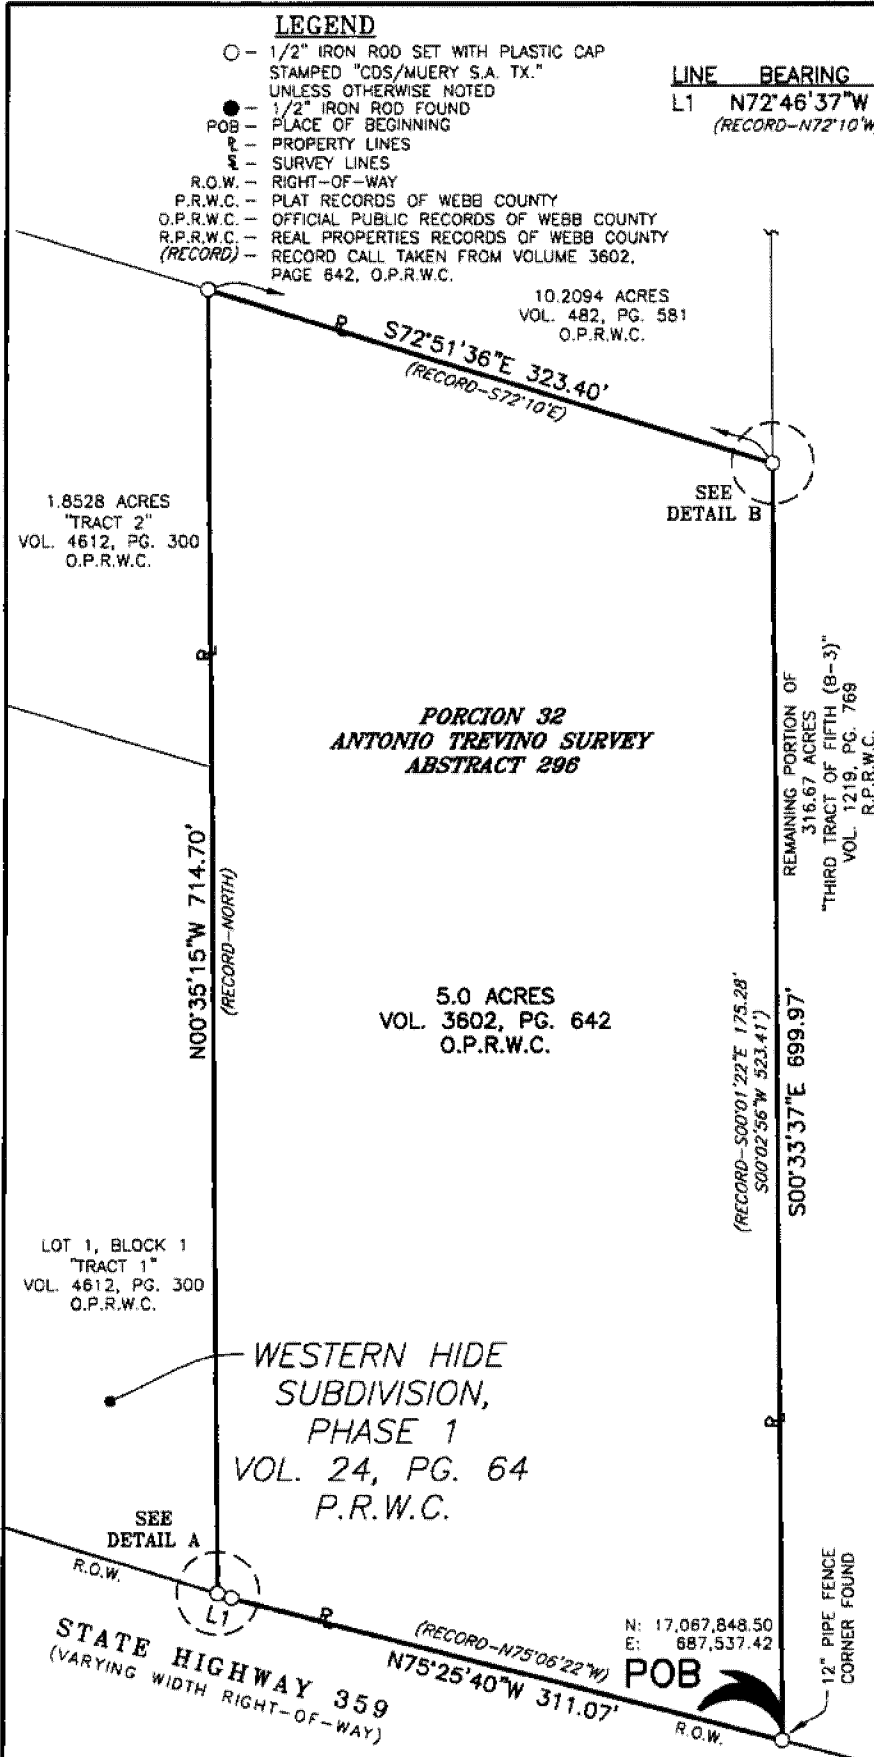 LEGEND
○ - 1/2" IRON ROD SET WITH PLASTIC CAP
STAMPED "CDS/MUERY S.A. TX."
UNLESS OTHERWISE NOTED
● - 1/2" IRON ROD FOUND
POB - PLACE OF BEGINNING
- PROPERTY LINES
- SURVEY LINES
R.O.W. - RIGHT-OF-WAY
P.R.W.C. - PLAT RECORDS OF WEBB COUNTY
O.P.R.W.C. - OFFICIAL PUBLIC RECORDS OF WEBB COUNTY
R.P.R.W.C. - REAL PROPERTIES RECORDS OF WEBB COUNTY
(RECORD) - RECORD CALL TAKEN FROM VOLUME 3602,
PAGE 642, O.P.R.W.C.
LINE BEARING
L1 N72°46'37"W
(RECORD-N72°10'W
10.2094 ACRES
VOL. 482, PG. 581
O.P.R.W.C.
S72°51'36"E 323.40'
(RECORD-S72°10'E)
SEE
DETAIL B
1.8528 ACRES
"TRACT 2"
VOL. 4612, PG. 300
O.P.R.W.C.
PORCION 32
ANTONIO TREVINO SURVEY
ABSTRACT 296
REMAINING PORTION OF
316.67 ACRES
"THIRD TRACT OF FIFTH (B-3)"
VOL. 1219, PG. 769
R.P.R.W.C.
N00°35'15"W 714.70'
(RECORD-NORTH)
5.0 ACRES
VOL. 3602, PG. 642
O.P.R.W.C.
(RECORD-S00°01'22"E 175.28'
S00°02'56"W 523.41')
S00°33'37"E 699.97'
LOT 1, BLOCK 1
"TRACT 1"
VOL. 4612, PG. 300
O.P.R.W.C.
WESTERN HIDE
SUBDIVISION,
PHASE 1
VOL. 24, PG. 64
P.R.W.C.
SEE
DETAIL A
R.O.W.
L1
STATE HIGHWAY 359
(VARYING WIDTH RIGHT-OF-WAY)
(RECORD-N75°06'22"W)
N75°25'40"W 311.07'
N: 17,067,848.50
E: 687,537.42
POB
R.O.W.
12" PIPE FENCE
CORNER FOUND